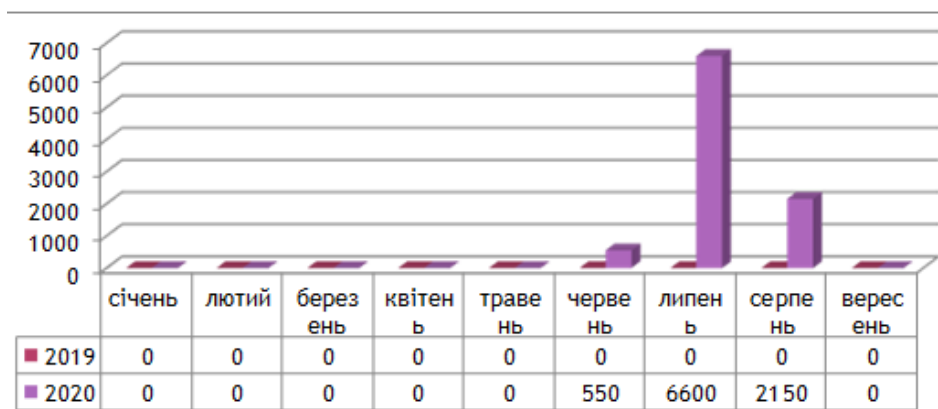 7000
6000
5000
4000
3000
2000
1000
0
січень лютий берез квітен траве черве липен серпе верес
ень ь нь нь ь нь ень
2019 0 0 0 0 0 0 0 0 0
2020 0 0 0 0 0 550 6600 2150 0